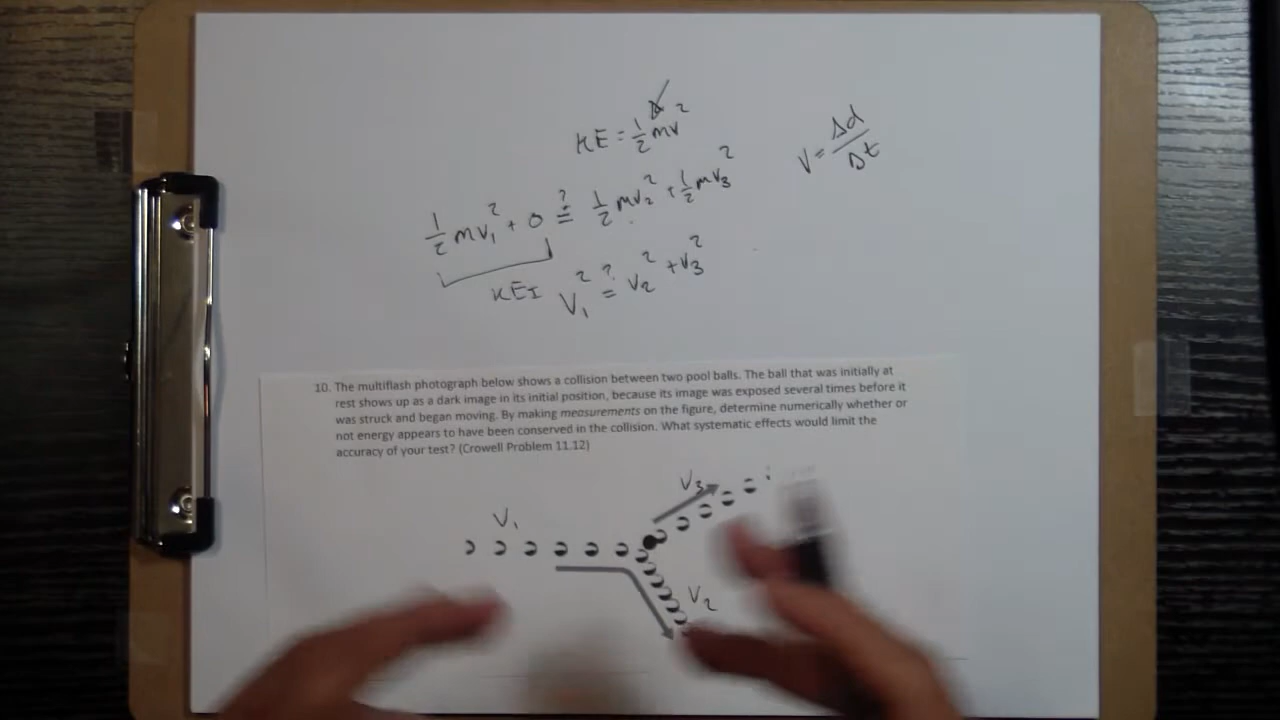 KE = 1/2 mv²
V = Δd/Δt
1/2 mv₁² + 0 ≟ 1/2 mv₂² + 1/2 mv₃²
KEI V₁² ≟ V₂² + V₃²
10. The multiflash photograph below shows a collision between two pool balls. The ball that was initially at
rest shows up as a dark image in its initial position, because its image was exposed several times before it
was struck and began moving. By making measurements on the figure, determine numerically whether or
not energy appears to have been conserved in the collision. What systematic effects would limit the
accuracy of your test? (Crowell Problem 11.12)
V₃
V₁
V₂